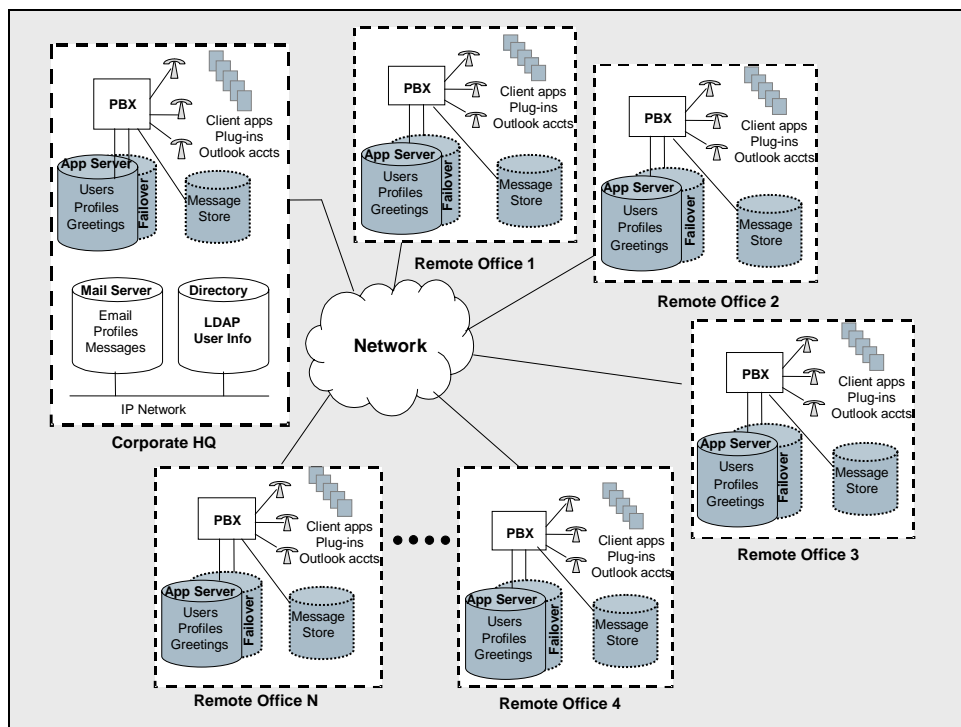 PBX
Client apps
Plug-ins
Outlook accts
App Server
Users
Profiles
Greetings
Failover
Message
Store
Mail Server
Email
Profiles
Messages
Directory
LDAP
User Info
IP Network
Corporate HQ
PBX
Client apps
Plug-ins
Outlook accts
App Server
Users
Profiles
Greetings
Failover
Message
Store
Remote Office 1
PBX
Client apps
Plug-ins
Outlook accts
App Server
Users
Profiles
Greetings
Failover
Message
Store
Remote Office 2
Network
PBX
Client apps
Plug-ins
Outlook accts
App Server
Users
Profiles
Greetings
Failover
Message
Store
Remote Office 3
PBX
Client apps
Plug-ins
Outlook accts
App Server
Users
Profiles
Greetings
Failover
Message
Store
Remote Office N
PBX
Client apps
Plug-ins
Outlook accts
App Server
Users
Profiles
Greetings
Failover
Message
Store
Remote Office 4